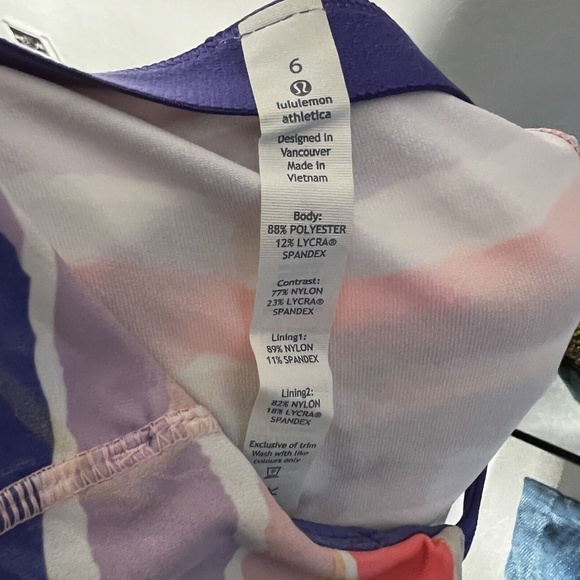 6
lululemon
athletica
Designed in
Vancouver
Made in
Vietnam
Body:
88% POLYESTER
12% LYCRA®
SPANDEX
Contrast:
77% NYLON
23% LYCRA®
SPANDEX
Lining1:
89% NYLON
11% SPANDEX
Lining2:
82% NYLON
18% LYCRA®
SPANDEX
Exclusive of trim
Wash with like
colours only